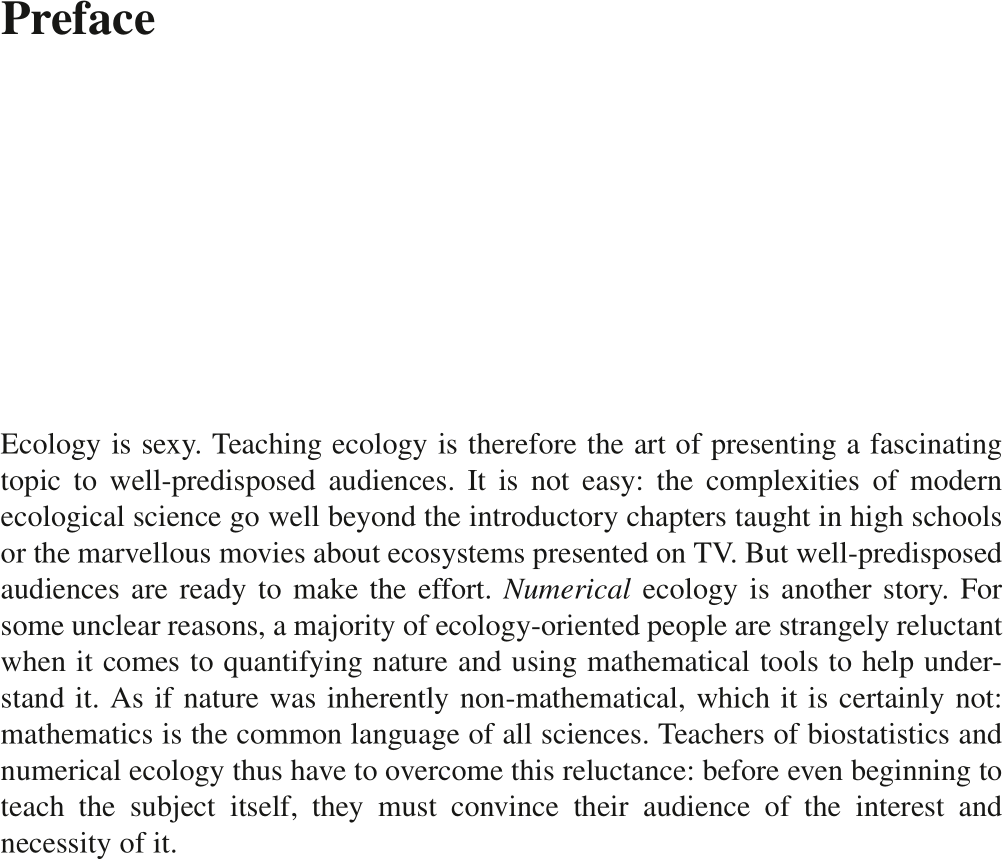 Preface
Ecology is sexy. Teaching ecology is therefore the art of presenting a fascinating
topic to well-predisposed audiences. It is not easy: the complexities of modern
ecological science go well beyond the introductory chapters taught in high schools
or the marvellous movies about ecosystems presented on TV. But well-predisposed
audiences are ready to make the effort. Numerical ecology is another story. For
some unclear reasons, a majority of ecology-oriented people are strangely reluctant
when it comes to quantifying nature and using mathematical tools to help under-
stand it. As if nature was inherently non-mathematical, which it is certainly not:
mathematics is the common language of all sciences. Teachers of biostatistics and
numerical ecology thus have to overcome this reluctance: before even beginning to
teach the subject itself, they must convince their audience of the interest and
necessity of it.